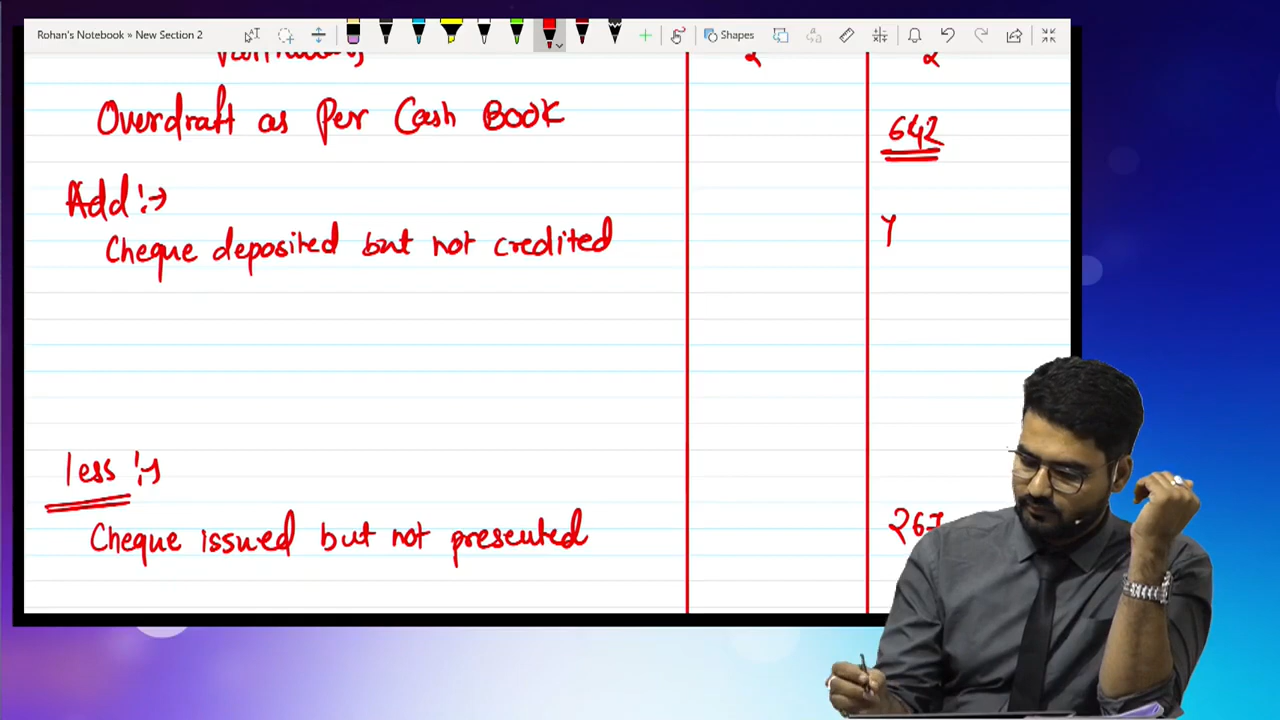 Rohan's Notebook » New Section 2
Shapes
Overdraft as Per Cash Book
642
Add :→
Cheque deposited but not credited
less :→
Cheque issued but not presented
267